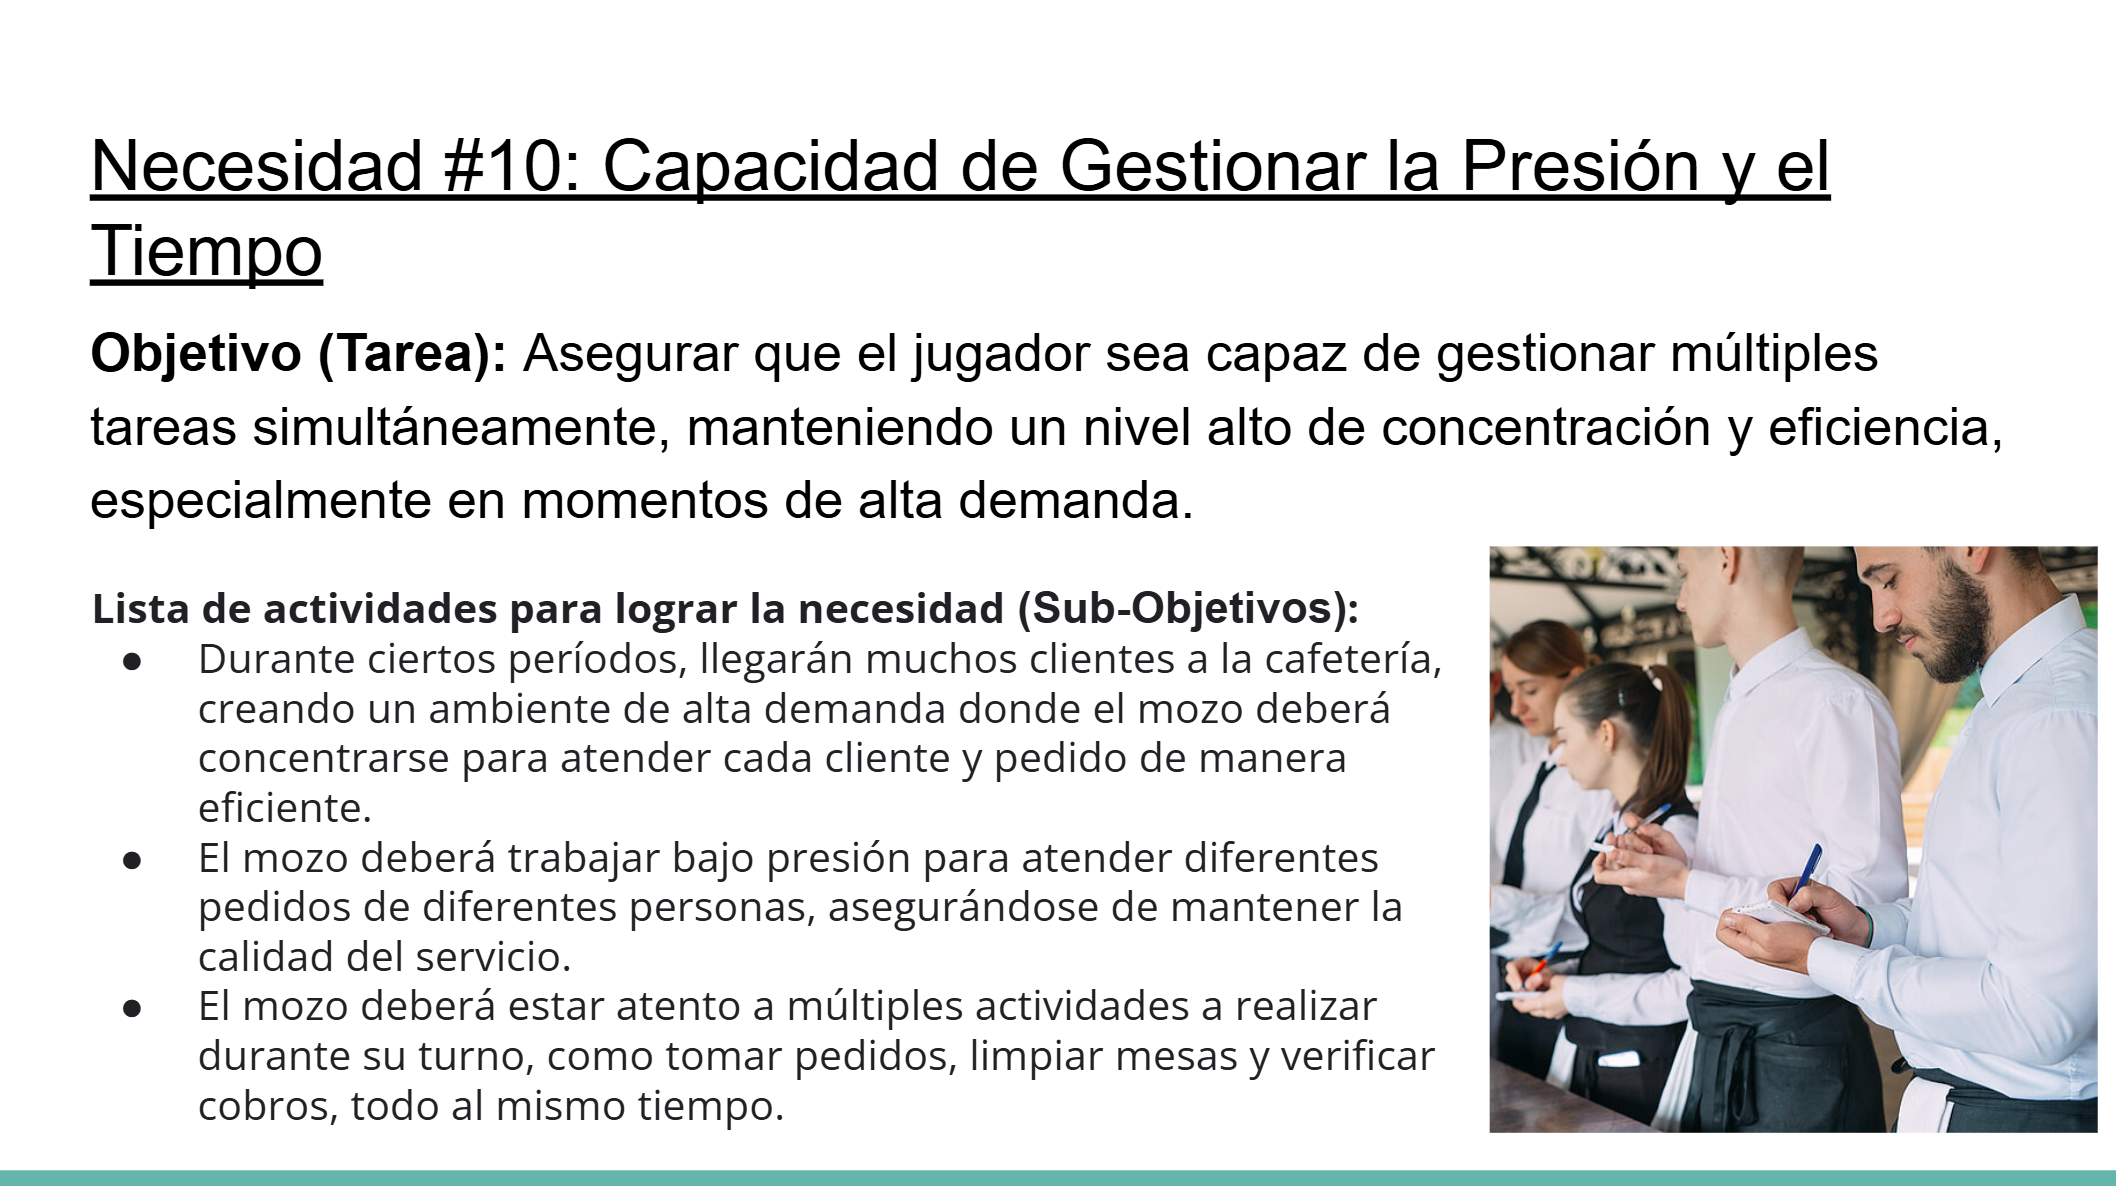 Necesidad #10: Capacidad de Gestionar la Presión y el
Tiempo
Objetivo (Tarea): Asegurar que el jugador sea capaz de gestionar múltiples
tareas simultáneamente, manteniendo un nivel alto de concentración y eficiencia,
especialmente en momentos de alta demanda.
Lista de actividades para lograr la necesidad (Sub-Objetivos):
● Durante ciertos períodos, llegarán muchos clientes a la cafetería,
creando un ambiente de alta demanda donde el mozo deberá
concentrarse para atender cada cliente y pedido de manera
eficiente.
● El mozo deberá trabajar bajo presión para atender diferentes
pedidos de diferentes personas, asegurándose de mantener la
calidad del servicio.
● El mozo deberá estar atento a múltiples actividades a realizar
durante su turno, como tomar pedidos, limpiar mesas y verificar
cobros, todo al mismo tiempo.